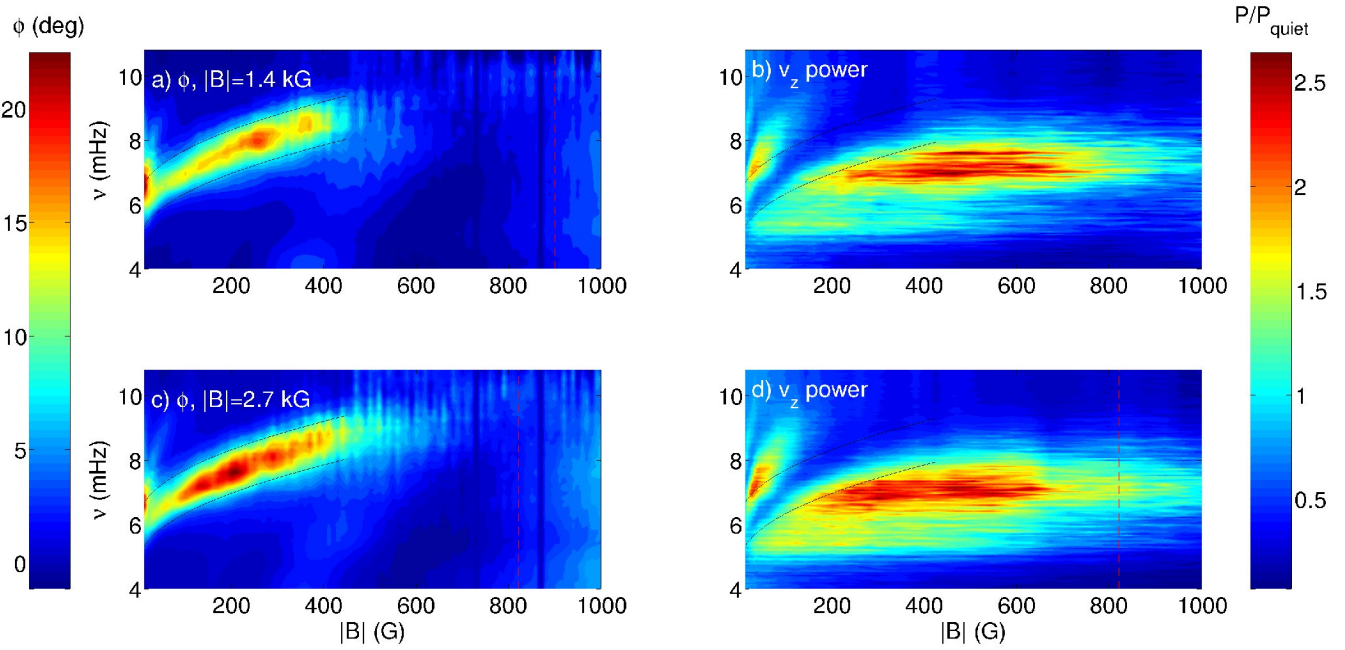 ϕ (deg)
P/P_quiet
20
15
10
5
0
a) ϕ, |B|=1.4 kG
10
8
6
4
ν (mHz)
200 400 600 800 1000
b) v_z power
10
8
6
4
200 400 600 800 1000
2.5
2
1.5
1
0.5
c) ϕ, |B|=2.7 kG
10
8
6
4
ν (mHz)
200 400 600 800 1000
|B| (G)
d) v_z power
10
8
6
4
200 400 600 800 1000
|B| (G)